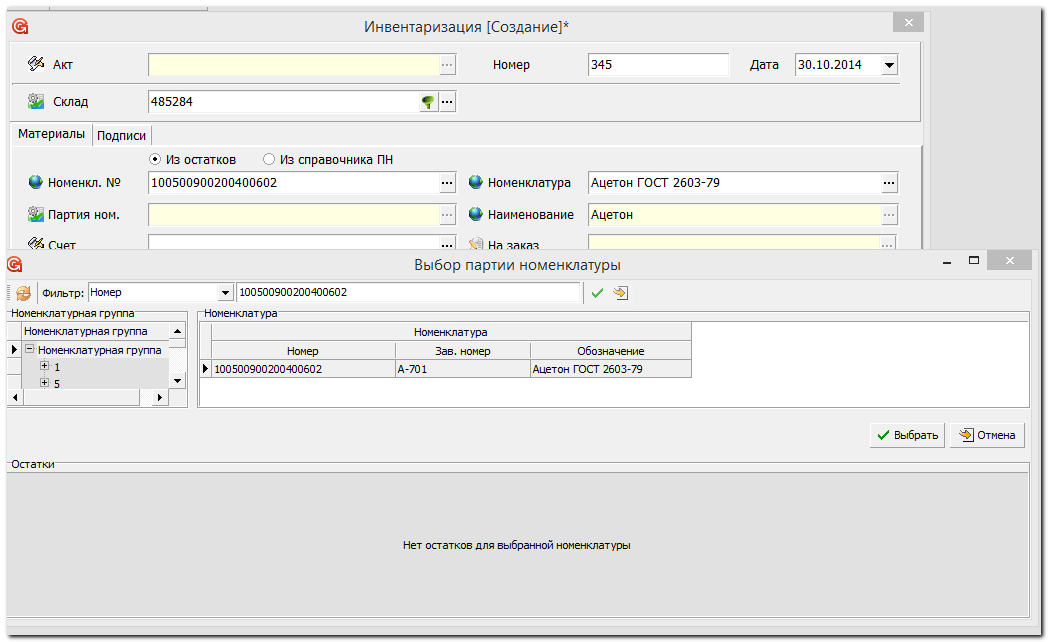 Инвентаризация [Создание]*
Акт
Номер 345 Дата 30.10.2014
Склад 485284
Материалы Подписи
Из остатков Из справочника ПН
Номенкл. № 100500900200400602 Номенклатура Ацетон ГОСТ 2603-79
Партия ном. Наименование Ацетон
Счет На заказ
Выбор партии номенклатуры
Фильтр: Номер 100500900200400602
Номенклатурная группа Номенклатура
Номенклатурная группа Номенклатура
Номенклатурная группа Номер Зав. номер Обозначение
1 100500900200400602 А-701 Ацетон ГОСТ 2603-79
5
Выбрать Отмена
Остатки
Нет остатков для выбранной номенклатуры